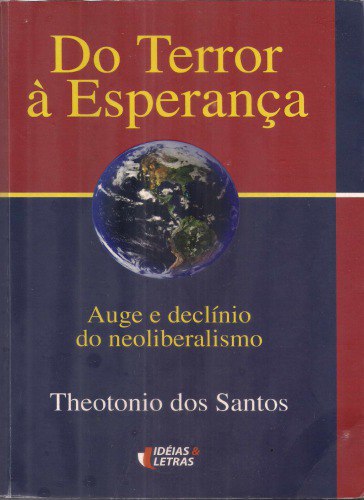 Do Terror
à Esperança
Auge e declínio
do neoliberalismo
Theotonio dos Santos
IDÉIAS &
LETRAS